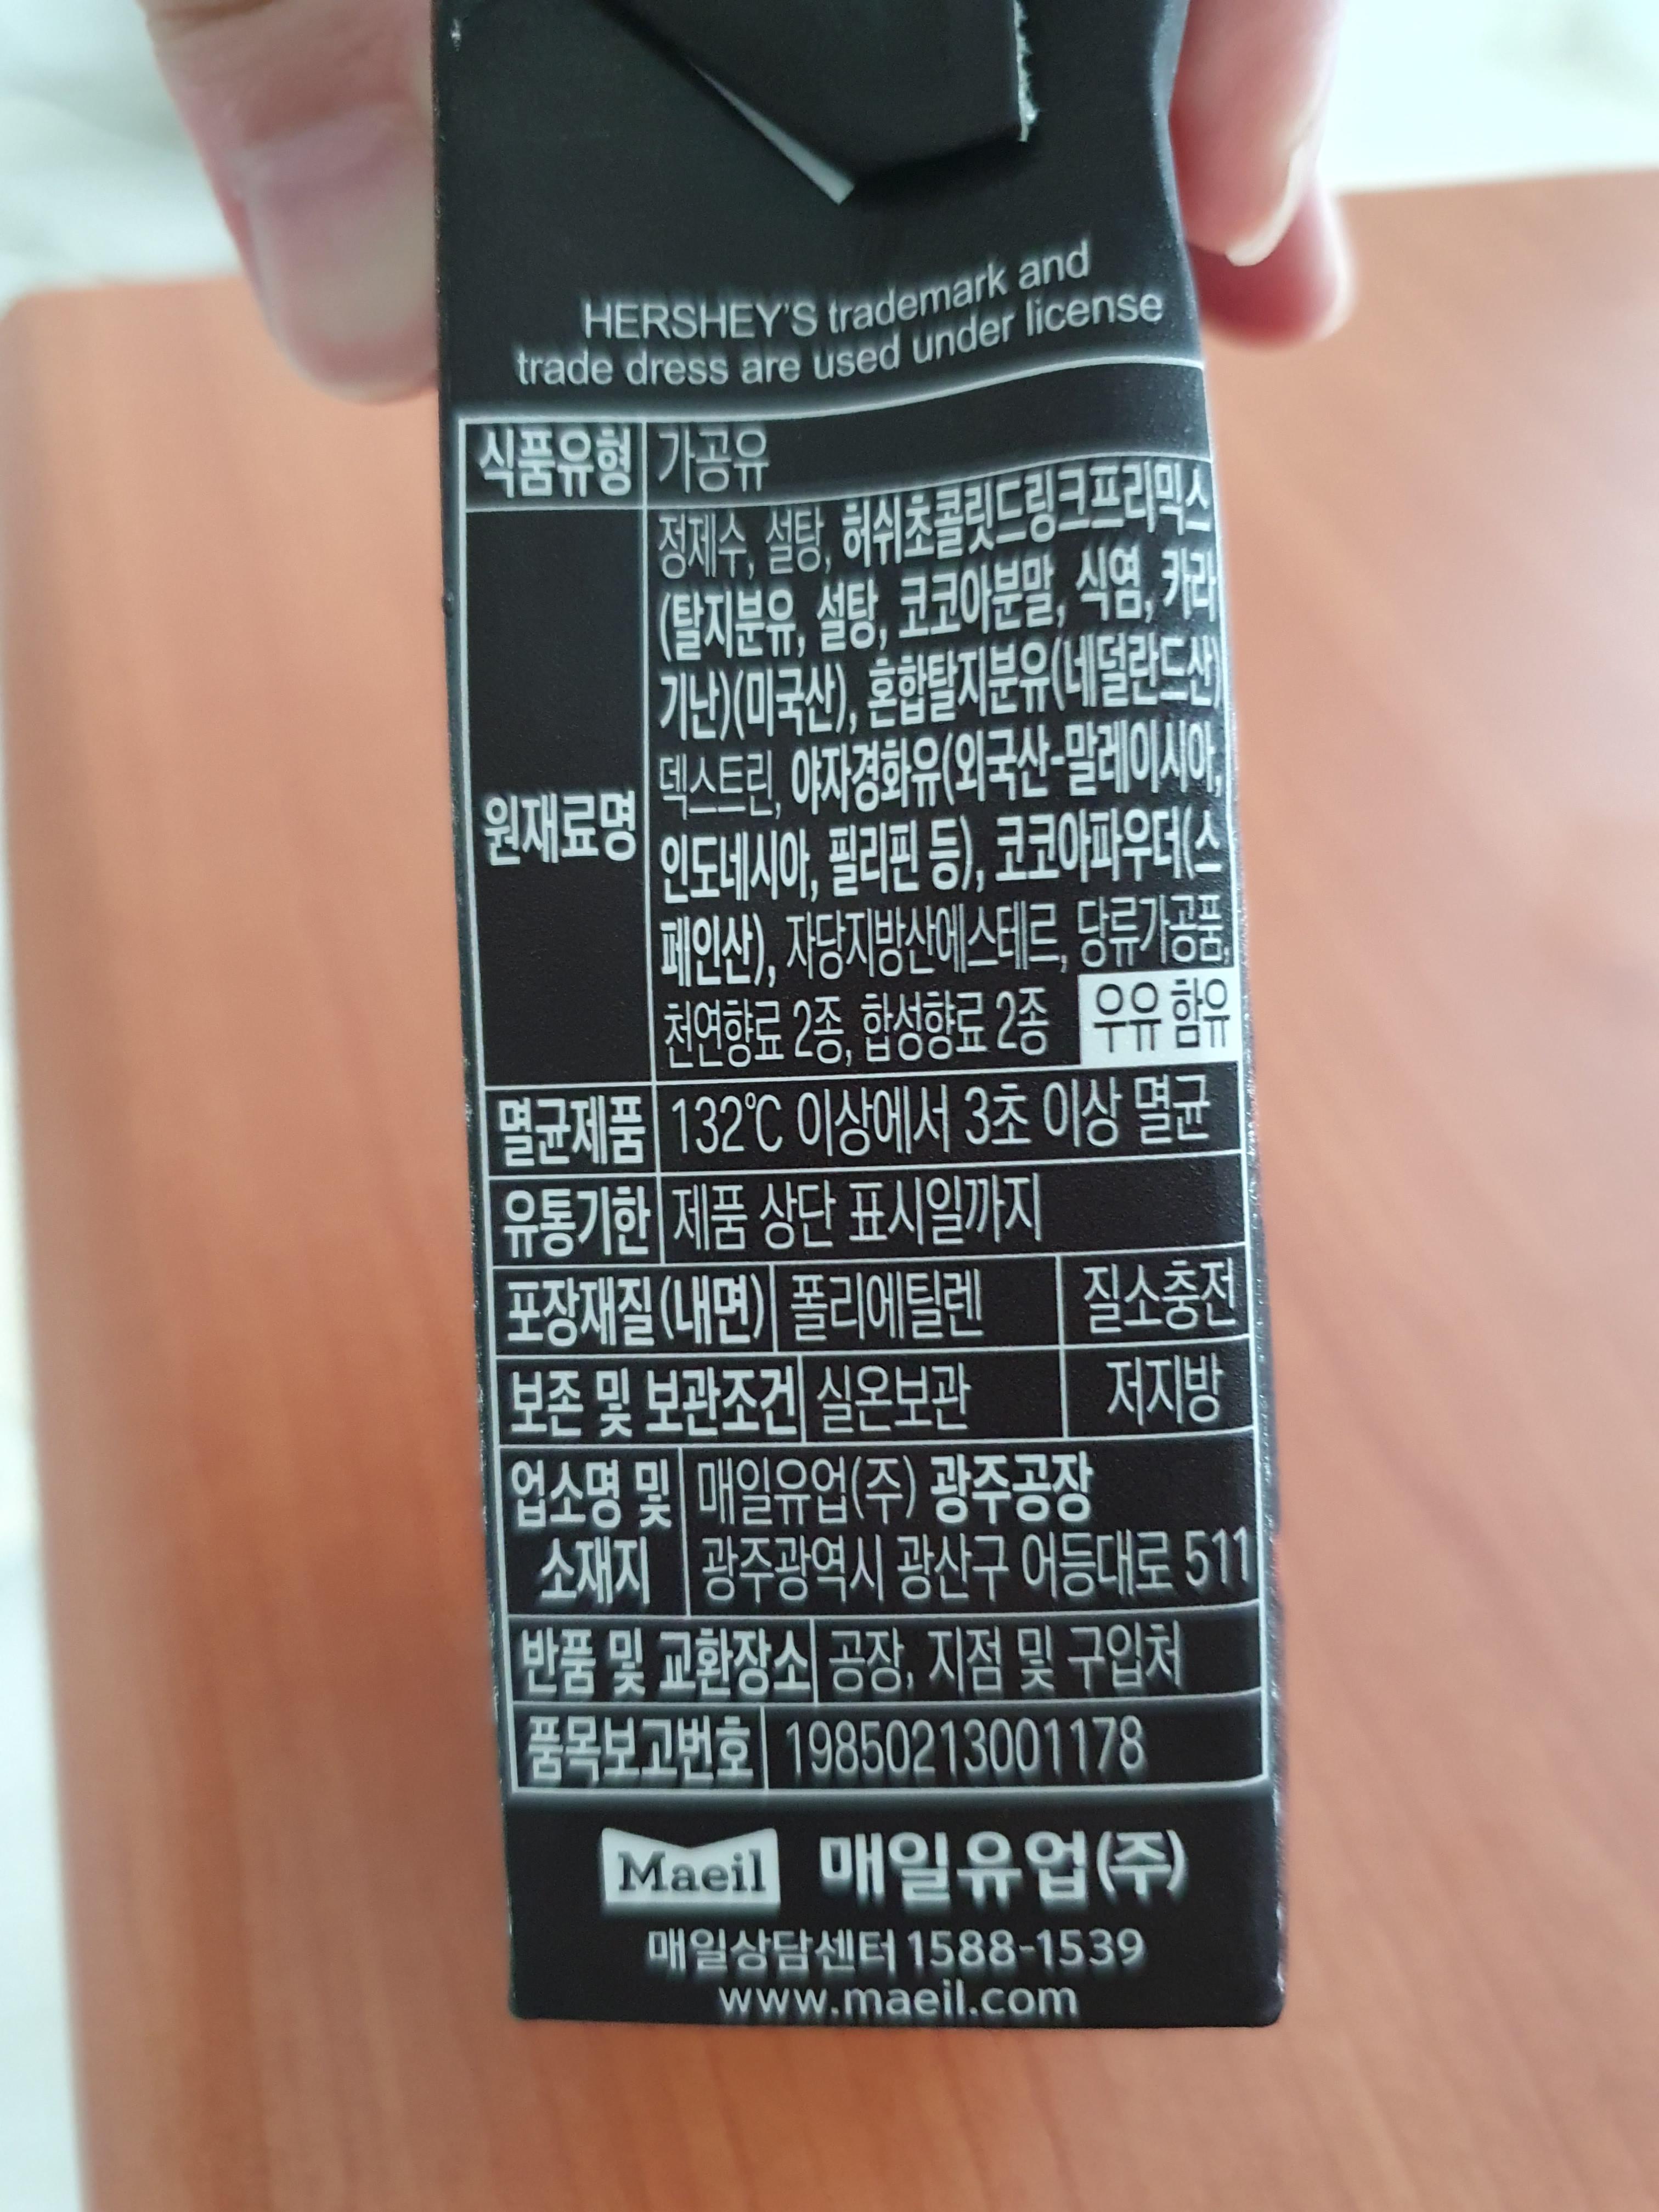 HERSHEY'S trademark and
trade dress are used under license
식품유형 가공유
원재료명
정제수, 설탕, 허쉬초콜릿드링크프리믹스
(탈지분유, 설탕, 코코아분말, 식염, 카라
기난)(미국산), 혼합탈지분유(네덜란드산)
덱스트린, 야자경화유(외국산-말레이시아,
인도네시아, 필리핀 등), 코코아파우더(스
페인산), 자당지방산에스테르, 당류가공품,
천연향료 2종, 합성향료 2종 우유 함유
멸균제품 132℃ 이상에서 3초 이상 멸균
유통기한 제품 상단 표시일까지
포장재질(내면) 폴리에틸렌 질소충전
보존 및 보관조건 실온보관 저지방
업소명 및 매일유업(주) 광주공장
소재지 광주광역시 광산구 어등대로 511
반품 및 교환장소 공장, 지점 및 구입처
품목보고번호 19850213001178
Maeil 매일유업(주)
매일상담센터 1588-1539
www.maeil.com